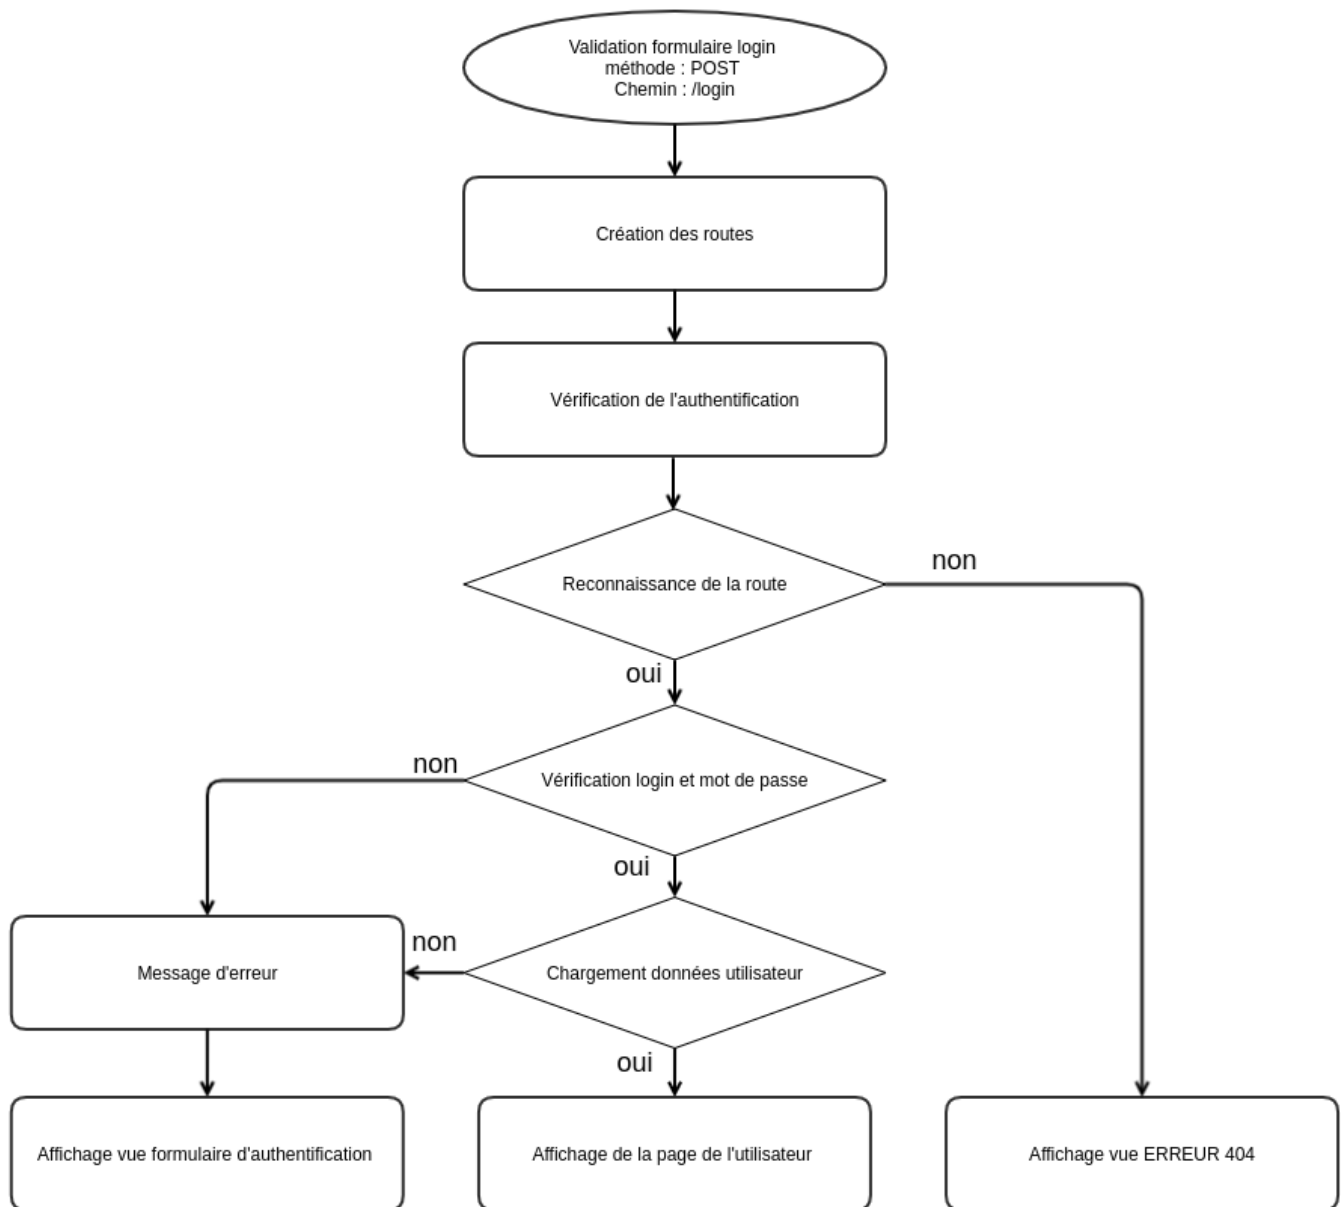 Validation formulaire login
méthode : POST
Chemin : /login
Création des routes
Vérification de l'authentification
Reconnaissance de la route
non
oui
Vérification login et mot de passe
non
oui
Chargement données utilisateur
non
Message d'erreur
oui
Affichage vue formulaire d'authentification
Affichage de la page de l'utilisateur
Affichage vue ERREUR 404